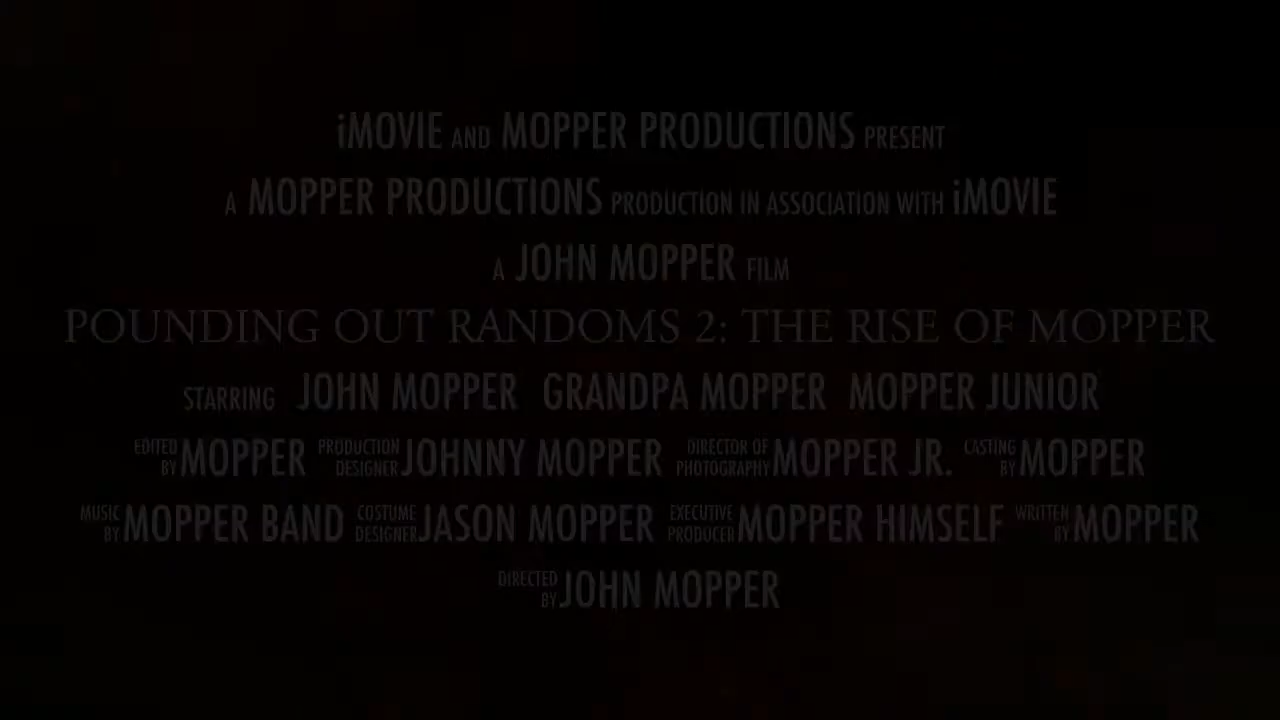 iMOVIE AND MOPPER PRODUCTIONS PRESENT
A MOPPER PRODUCTIONS PRODUCTION IN ASSOCIATION WITH iMOVIE
A JOHN MOPPER FILM
POUNDING OUT RANDOMS 2: THE RISE OF MOPPER
STARRING JOHN MOPPER GRANDPA MOPPER MOPPER JUNIOR
EDITED BY MOPPER PRODUCTION DESIGNER JOHNNY MOPPER DIRECTOR OF PHOTOGRAPHY MOPPER JR. CASTING BY MOPPER
MUSIC BY MOPPER BAND COSTUME DESIGNER JASON MOPPER EXECUTIVE PRODUCER MOPPER HIMSELF WRITTEN BY MOPPER
DIRECTED BY JOHN MOPPER